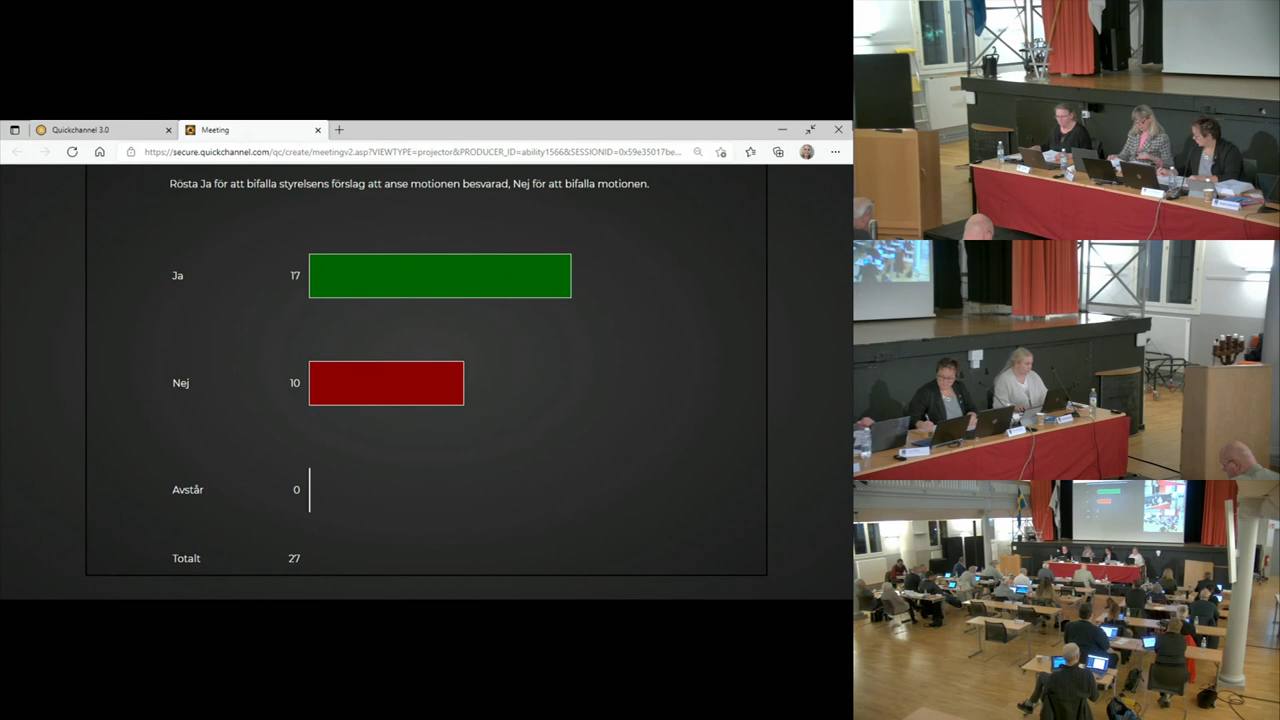 Quickchannel 3.0
Meeting
https://secure.quickchannel.com/qc/create/meetingv2.asp?VIEWTYPE=projector&PRODUCER_ID=ability1566&SESSIONID=0x59e35017be...
Rösta Ja för att bifalla styrelsens förslag att anse motionen besvarad, Nej för att bifalla motionen.
Ja 17
Nej 10
Avstår 0
Totalt 27